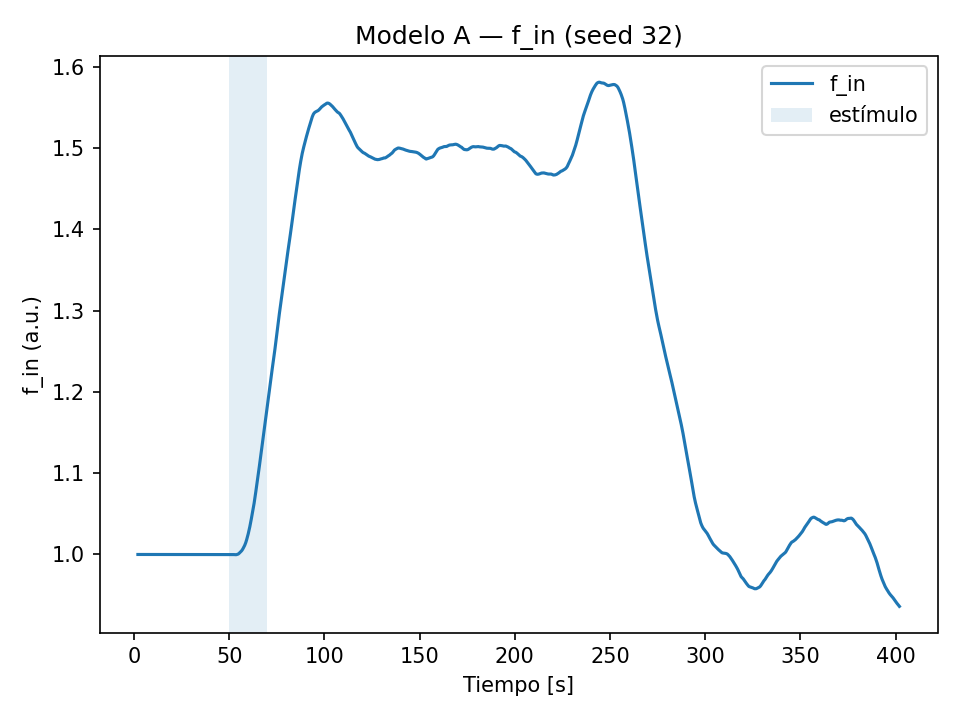 Modelo A — f_in (seed 32)
f_in
estímulo
f_in (a.u.)
1.6
1.5
1.4
1.3
1.2
1.1
1.0
0 50 100 150 200 250 300 350 400
Tiempo [s]